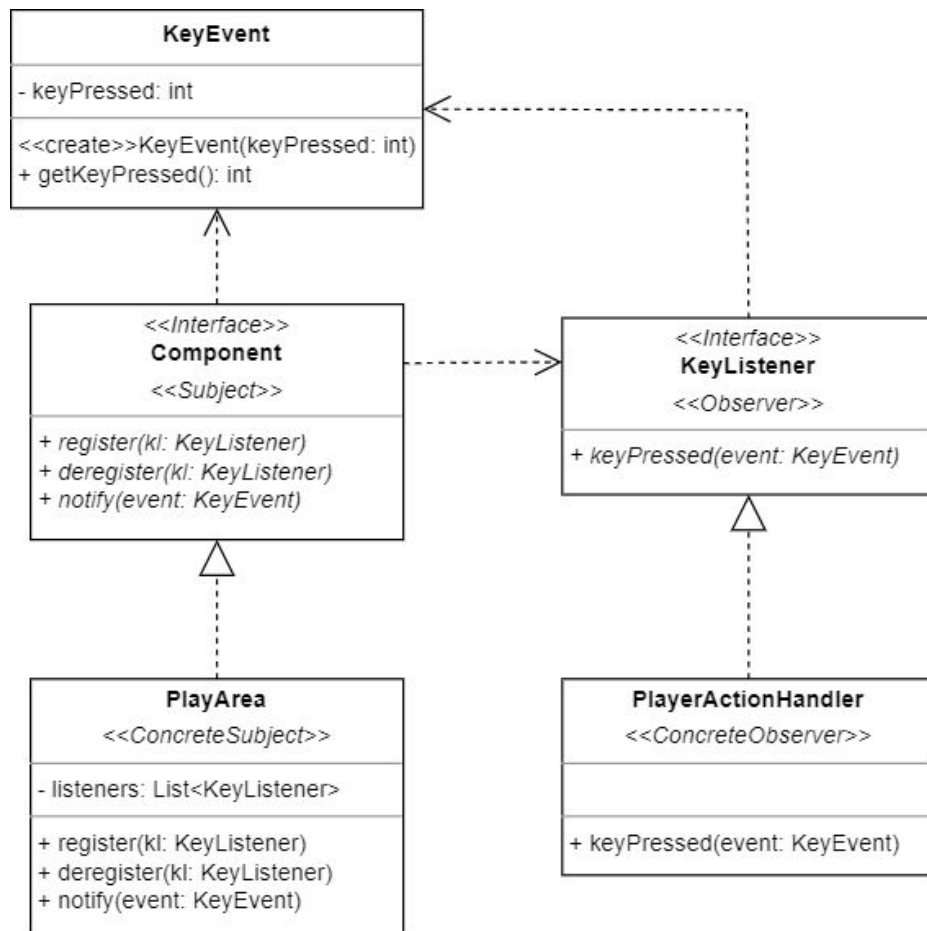 KeyEvent
- keyPressed: int
<<create>>KeyEvent(keyPressed: int)
+ getKeyPressed(): int
<<Interface>>
Component
<<Subject>>
+ register(kl: KeyListener)
+ deregister(kl: KeyListener)
+ notify(event: KeyEvent)
<<Interface>>
KeyListener
<<Observer>>
+ keyPressed(event: KeyEvent)
PlayArea
<<ConcreteSubject>>
- listeners: List<KeyListener>
+ register(kl: KeyListener)
+ deregister(kl: KeyListener)
+ notify(event: KeyEvent)
PlayerActionHandler
<<ConcreteObserver>>
+ keyPressed(event: KeyEvent)